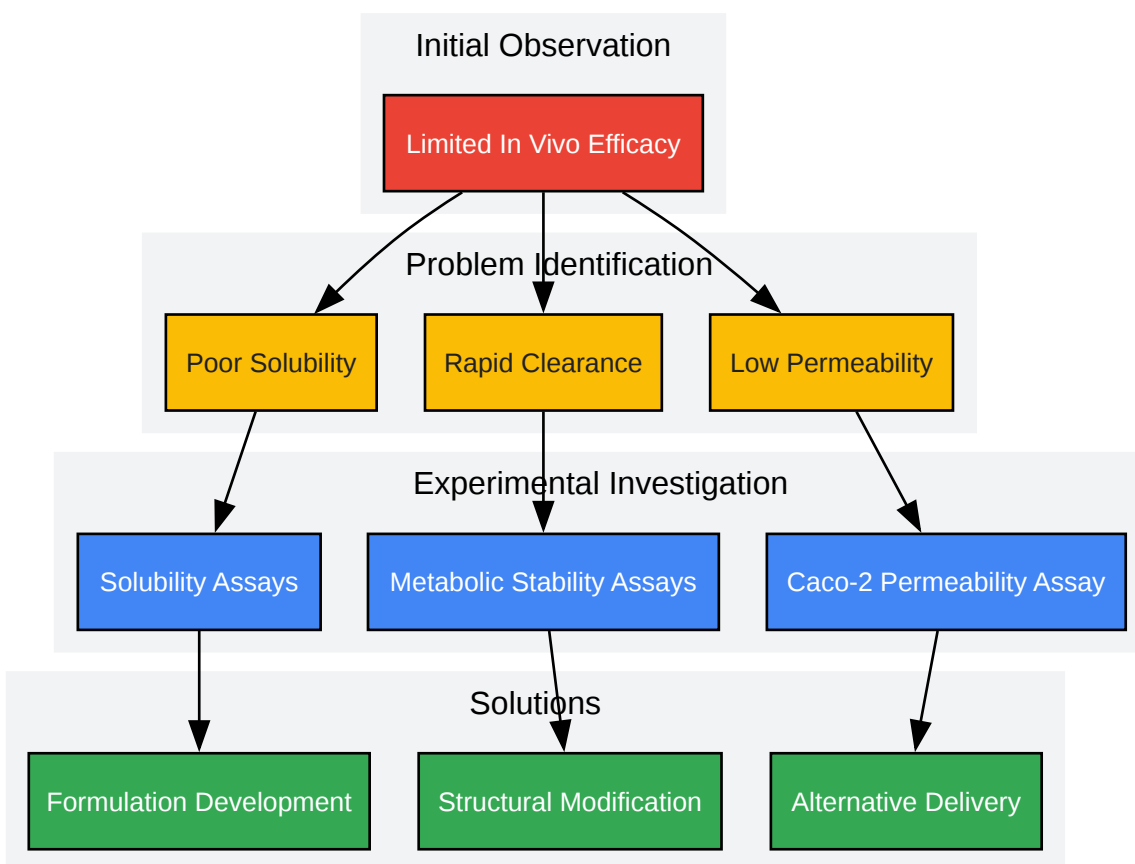 Initial Observation
Limited In Vivo Efficacy
Problem Identification
Poor Solubility
Rapid Clearance
Low Permeability
Experimental Investigation
Solubility Assays
Metabolic Stability Assays
Caco-2 Permeability Assay
Solutions
Formulation Development
Structural Modification
Alternative Delivery